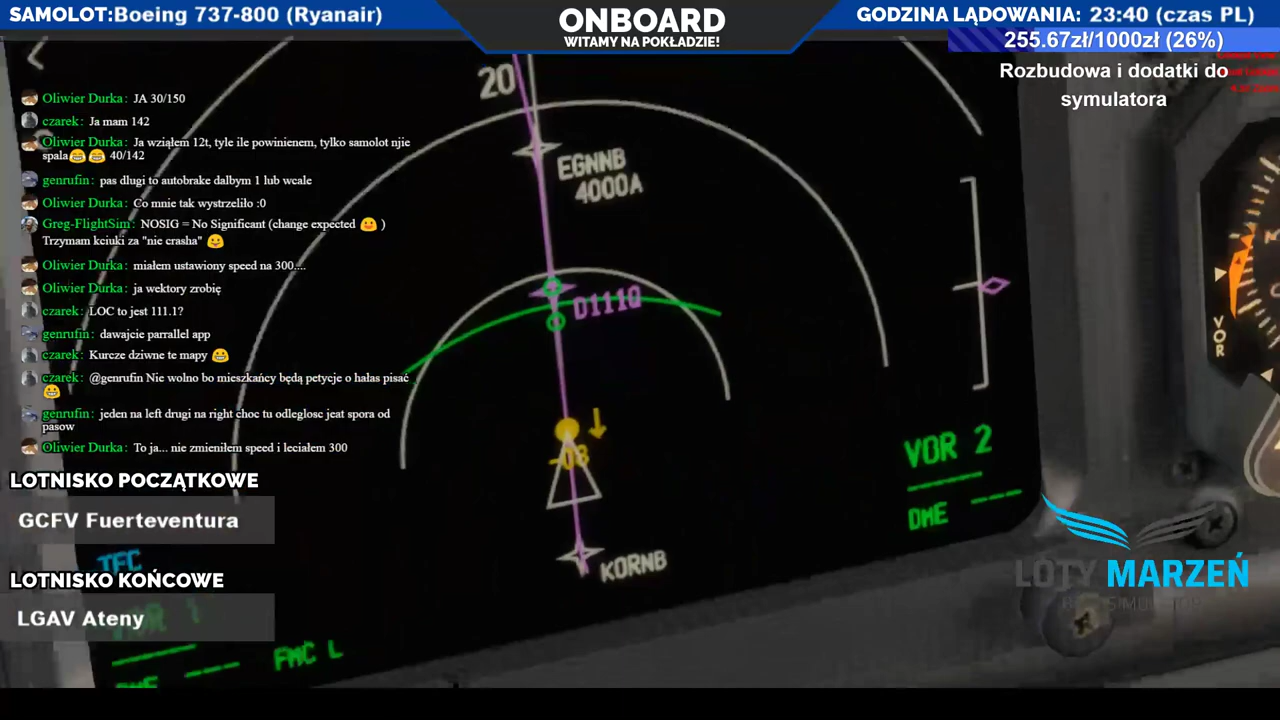 SAMOLOT:Boeing 737-800 (Ryanair)
ONBOARD
WITAMY NA POKŁADZIE!
GODZINA LĄDOWANIA: 23:40 (czas PL)
255.67zł/1000zł (26%)
Rozbudowa i dodatki do
symulatora
Oliwier Durka: JA 30/150
czarek: Ja mam 142
Oliwier Durka: Ja wziąłem 12t, tyle ile powinienem, tylko samolot njie
spala😁 😁 40/142
genrufin: pas dlugi to autobrake dalbym 1 lub wcale
Oliwier Durka: Co mnie tak wystrzeliło :0
Greg-FlightSim: NOSIG = No Significant (change expected 😀 )
Trzymam kciuki za "nie crasha" 😀
Oliwier Durka: miałem ustawiony speed na 300....
Oliwier Durka: ja wektory zrobię
czarek: LOC to jest 111.1?
genrufin: dawajcie parrallel app
czarek: Kurcze dziwne te mapy 😁
czarek: @genrufin Nie wolno bo mieszkańcy będą petycje o hałas pisać
😁
genrufin: jeden na left drugi na right choc tu odleglosc jeat spora od
pasow
Oliwier Durka: To ja... nie zmieniłem speed i leciałem 300
20
EGNNB
4000A
D111Q
-08
KORNB
VOR 2
DME ---
VOR
LOTNISKO POCZĄTKOWE
GCFV Fuerteventura
TFC
LOTNISKO KOŃCOWE
LGAV Ateny
VOR 1
DME ---
FMC L
LOTY MARZEŃ